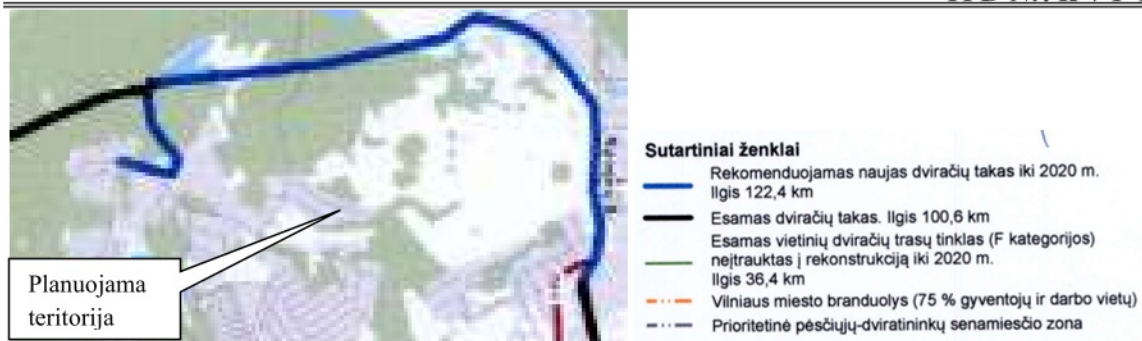 Planuojama
teritorija
Sutartiniai ženklai
Rekomenduojamas naujas dviračių takas iki 2020 m.
Ilgis 122,4 km
Esamas dviračių takas. Ilgis 100,6 km
Esamas vietinių dviračių trasų tinklas (F kategorijos)
neįtrauktas į rekonstrukciją iki 2020 m.
Ilgis 36,4 km
Vilniaus miesto branduolys (75 % gyventojų ir darbo vietų)
Prioritetinė pėsčiųjų-dviratininkų senamiesčio zona